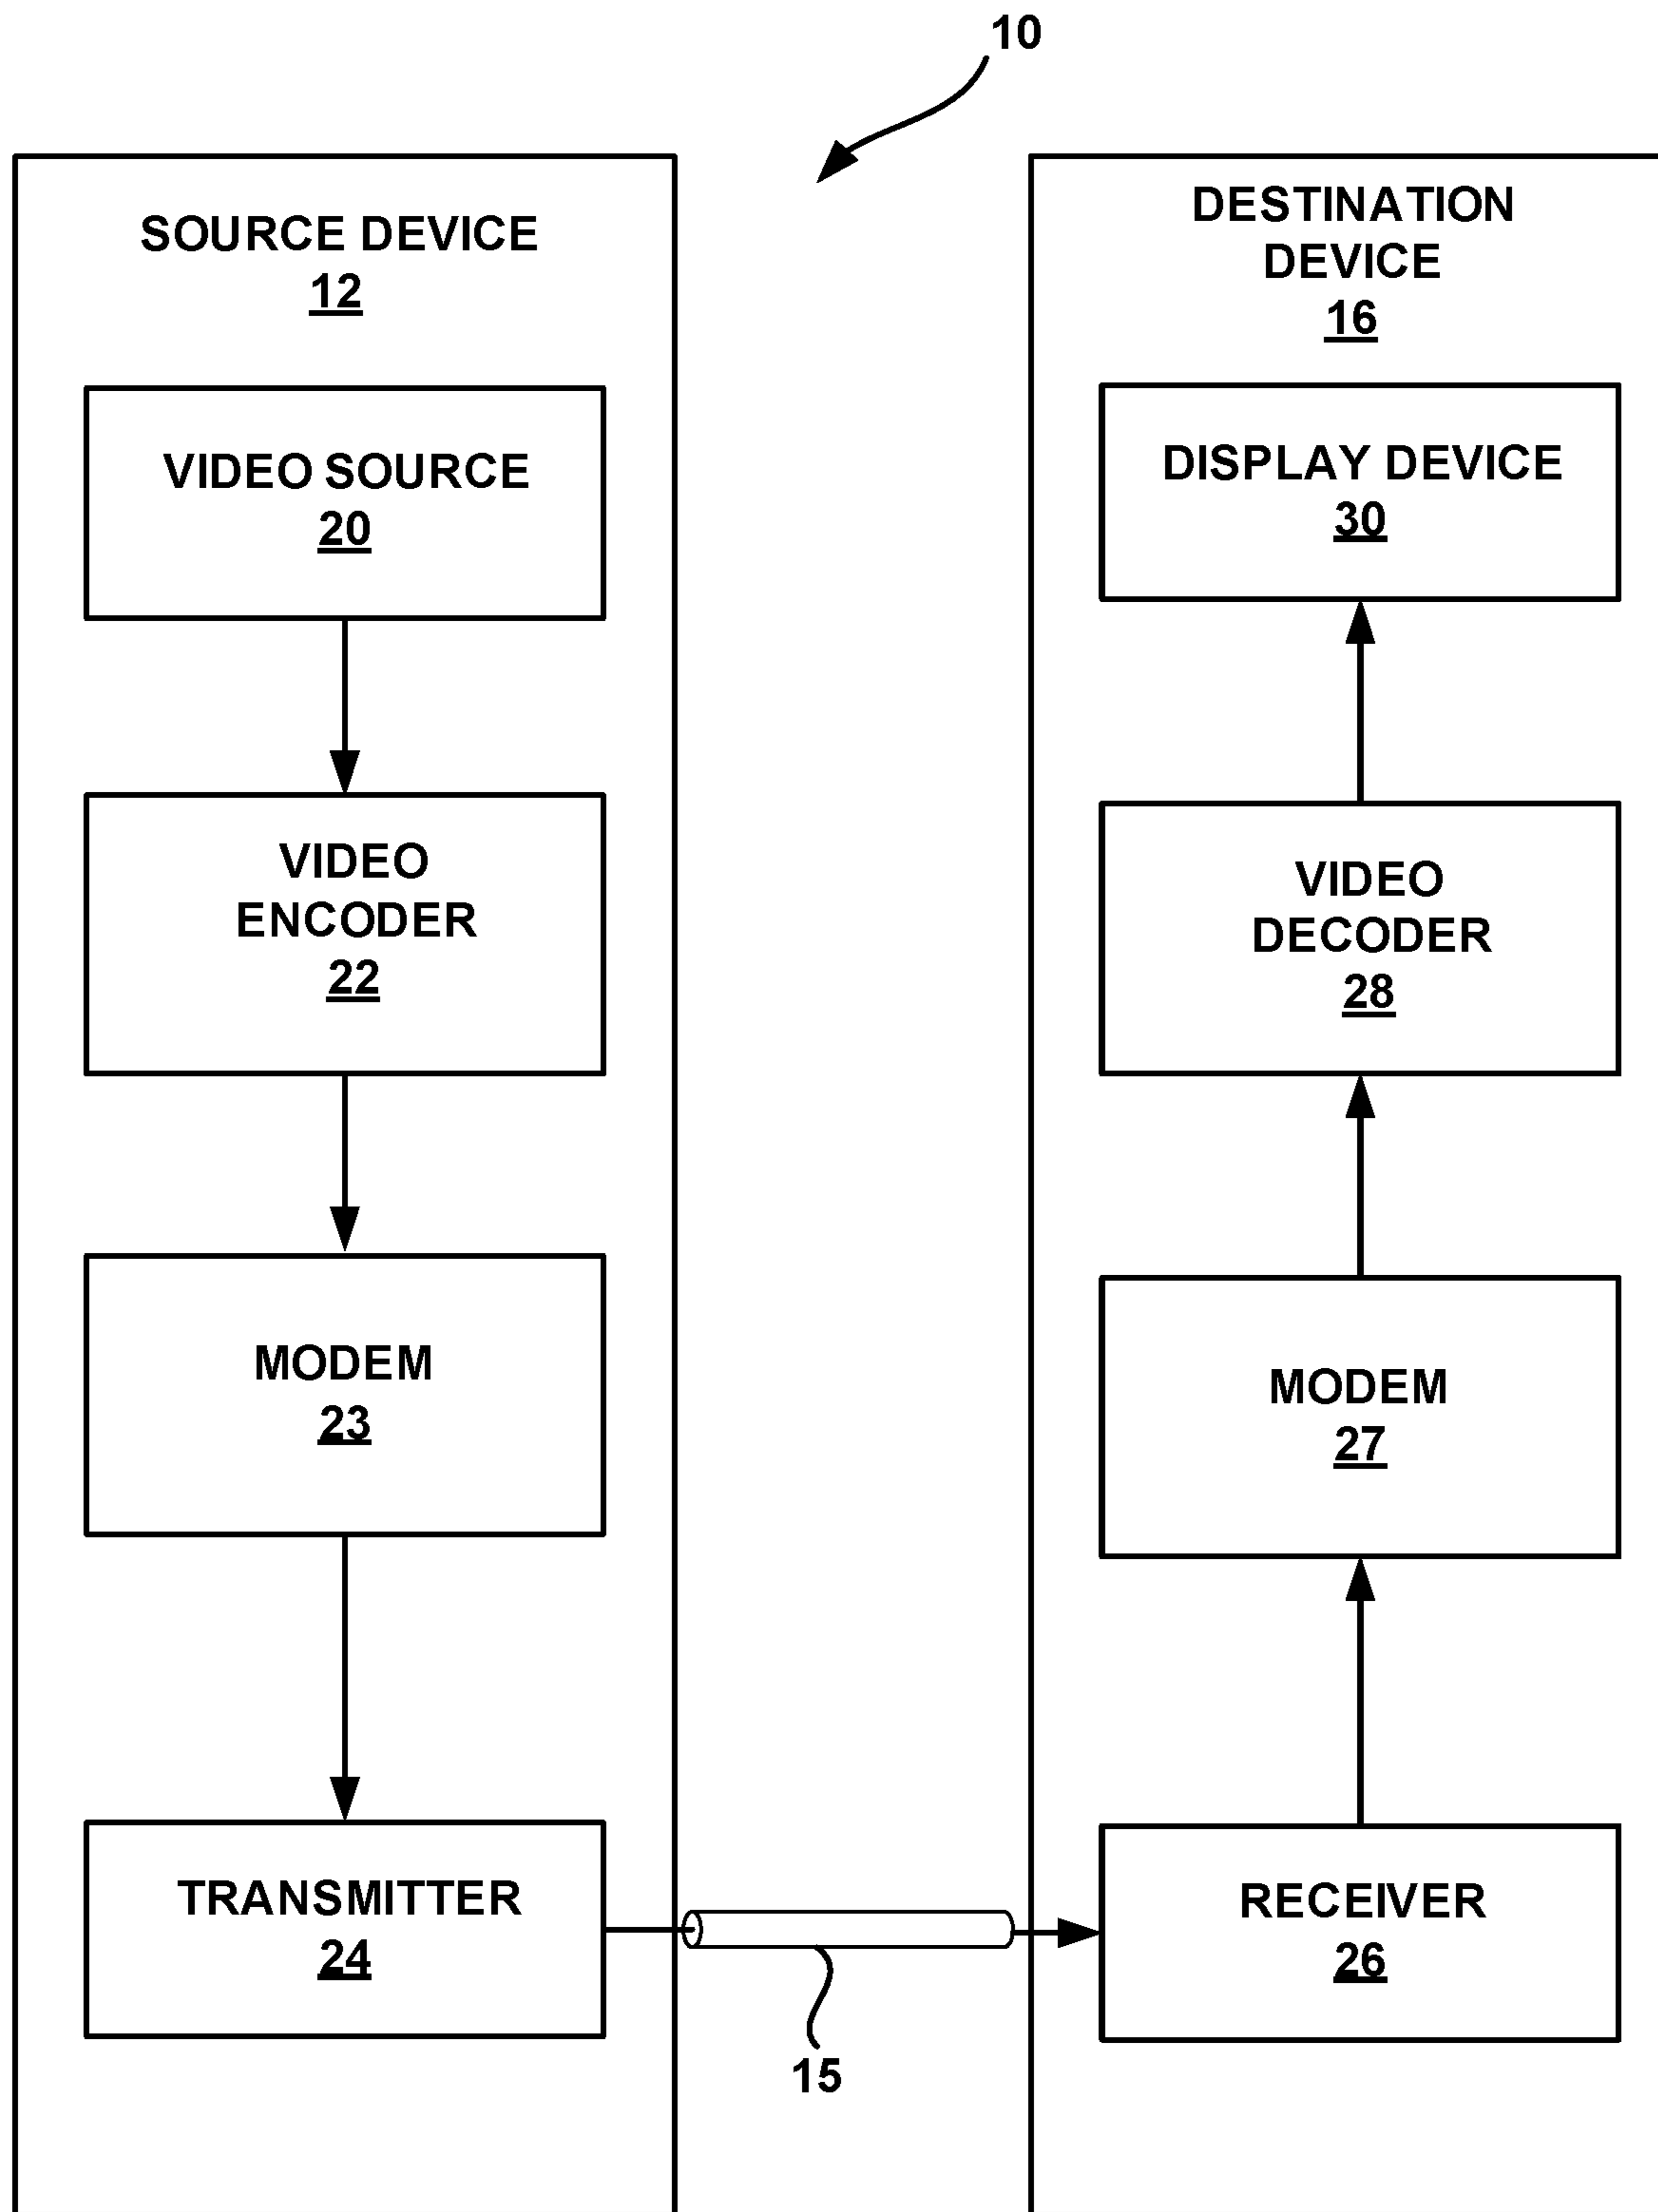 10
SOURCE DEVICE
12
VIDEO SOURCE
20
VIDEO
ENCODER
22
MODEM
23
TRANSMITTER
24
15
DESTINATION
DEVICE
16
DISPLAY DEVICE
30
VIDEO
DECODER
28
MODEM
27
RECEIVER
26